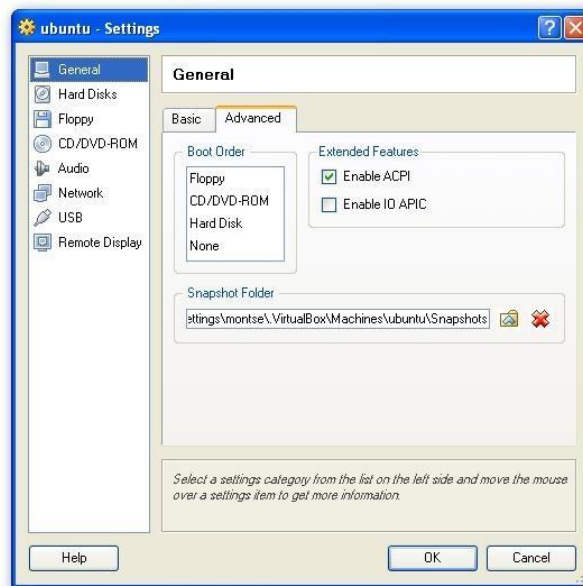 ubuntu - Settings
General
Hard Disks
Floppy
CD/DVD-ROM
Audio
Network
USB
Remote Display
General
Basic
Advanced
Boot Order
Floppy
CD/DVD-ROM
Hard Disk
None
Extended Features
Enable ACPI
Enable IO APIC
Snapshot Folder
ettings\montse\.VirtualBox\Machines\ubuntu\Snapshots
Select a settings category from the list on the left side and move the mouse
over a settings item to get more information.
Help
OK
Cancel